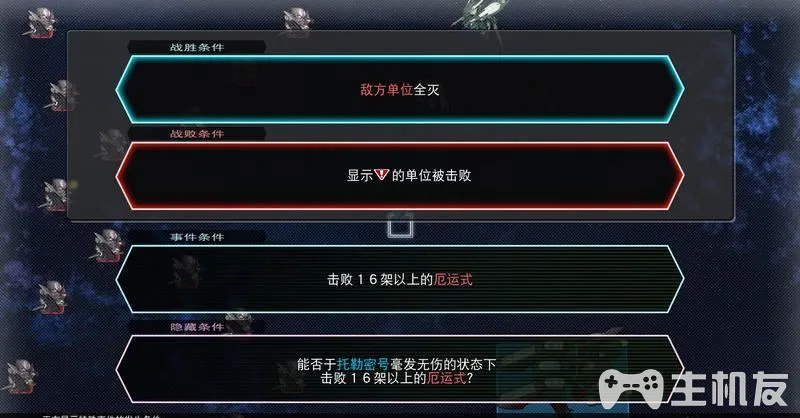 战胜条件
敌方单位全灭
战败条件
显示的单位被击败
事件条件
击败16架以上的厄运式
隐藏条件
能否于托勒密号毫发无伤的状态下
击败16架以上的厄运式?
主机友